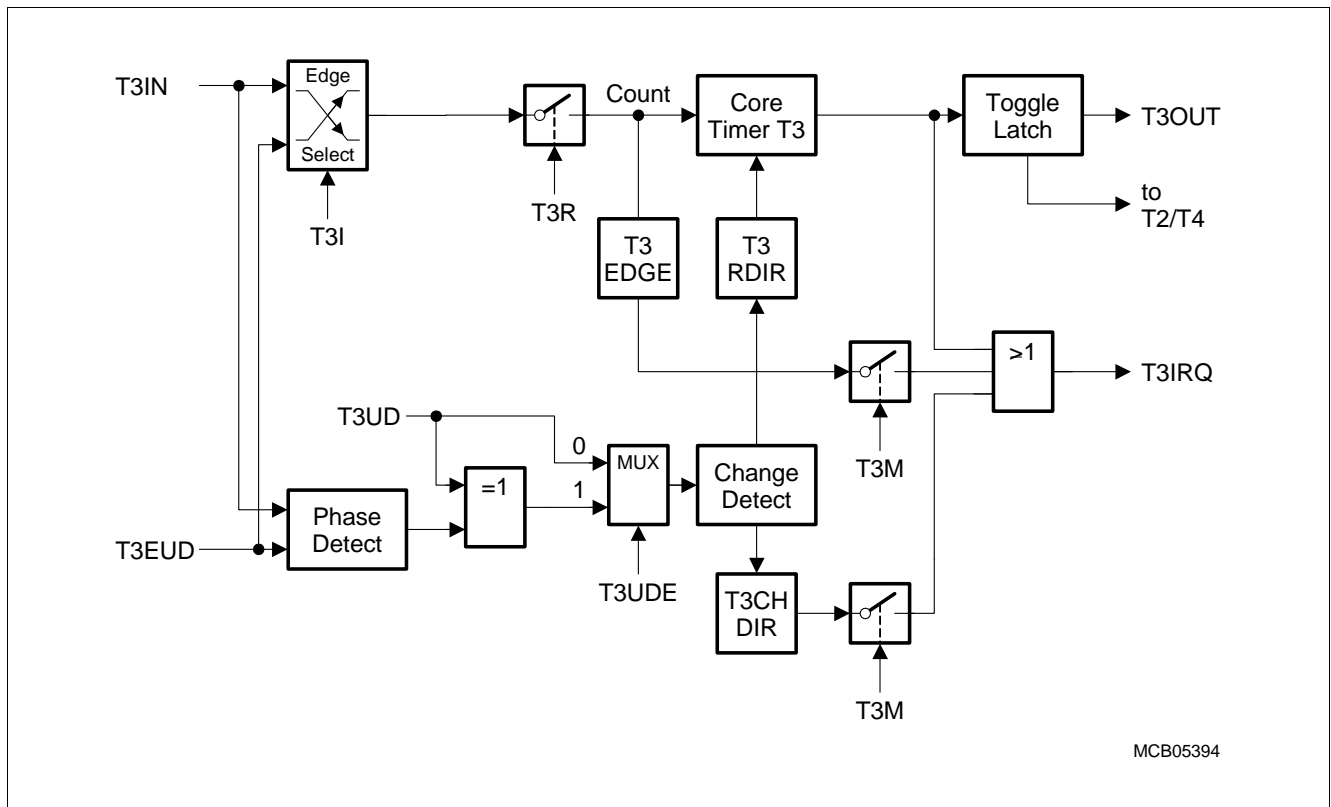 T3IN
Edge
Select
T3I
T3R
Count
Core
Timer T3
Toggle
Latch
T3OUT
to
T2/T4
T3
EDGE
T3
RDIR
≥1
T3IRQ
T3M
T3UD
0
1
MUX
=1
Change
Detect
Phase
Detect
T3EUD
T3UDE
T3CH
DIR
T3M
MCB05394